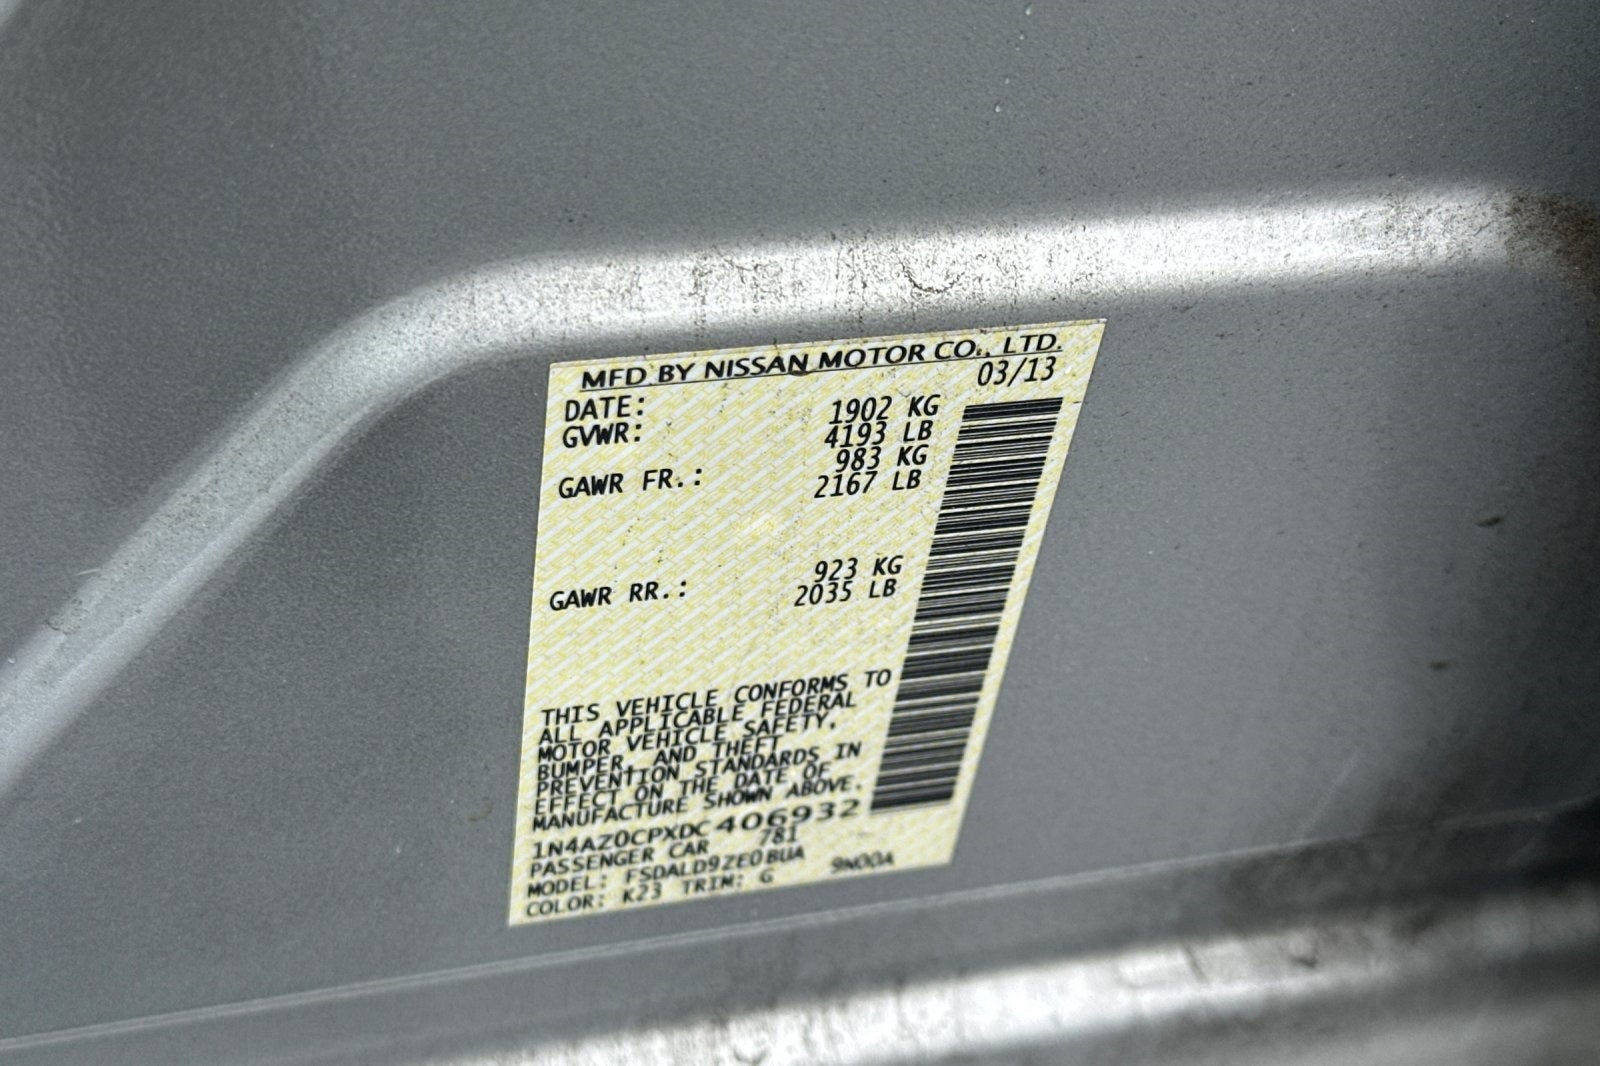 MFD BY NISSAN MOTOR CO., LTD.
DATE: 03/13
GVWR: 1902 KG
4193 LB
GAWR FR.: 983 KG
2167 LB
GAWR RR.: 923 KG
2035 LB
THIS VEHICLE CONFORMS TO
ALL APPLICABLE FEDERAL
MOTOR VEHICLE SAFETY,
BUMPER, AND THEFT
PREVENTION STANDARDS IN
EFFECT ON THE DATE OF
MANUFACTURE SHOWN ABOVE.
1N4AZ0CPXDC406932
PASSENGER CAR 781
MODEL: FSDALD9ZE0BUA
COLOR: K23 TRIM: G 9N00A